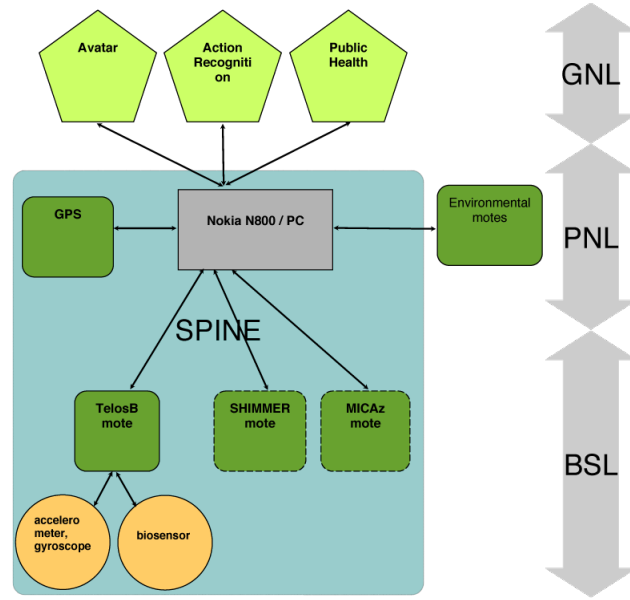 Avatar
Action
Recogniti
on
Public
Health
GNL
GPS
Nokia N800 / PC
Environmental
motes
PNL
SPINE
TelosB
mote
SHIMMER
mote
MICAz
mote
BSL
accelero
meter,
gyroscope
biosensor